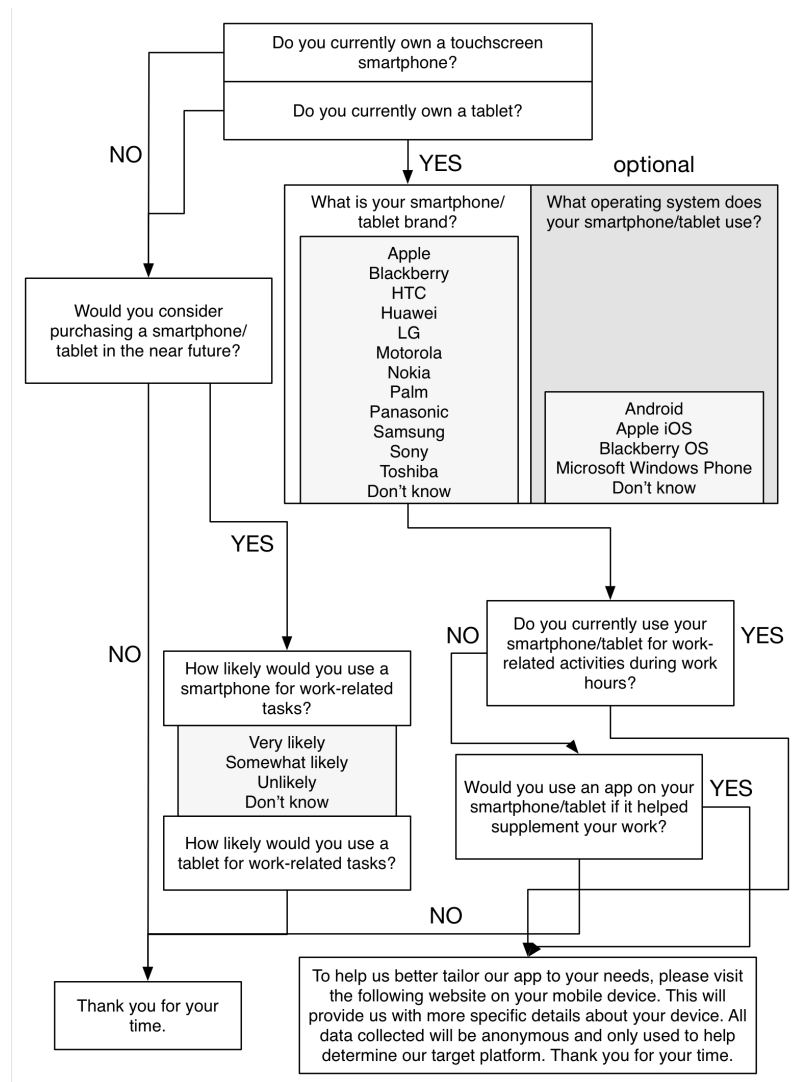 Do you currently own a touchscreen
smartphone?
Do you currently own a tablet?
NO
YES
optional
What is your smartphone/
tablet brand?
Apple
Blackberry
HTC
Huawei
LG
Motorola
Nokia
Palm
Panasonic
Samsung
Sony
Toshiba
Don't know
What operating system does
your smartphone/tablet use?
Android
Apple iOS
Blackberry OS
Microsoft Windows Phone
Don't know
Would you consider
purchasing a smartphone/
tablet in the near future?
YES
NO
How likely would you use a
smartphone for work-related
tasks?
Very likely
Somewhat likely
Unlikely
Don't know
How likely would you use a
tablet for work-related tasks?
NO
Do you currently use your
smartphone/tablet for work-
related activities during work
hours?
YES
Would you use an app on your
smartphone/tablet if it helped
supplement your work?
YES
NO
Thank you for your
time.
To help us better tailor our app to your needs, please visit
the following website on your mobile device. This will
provide us with more specific details about your device. All
data collected will be anonymous and only used to help
determine our target platform. Thank you for your time.